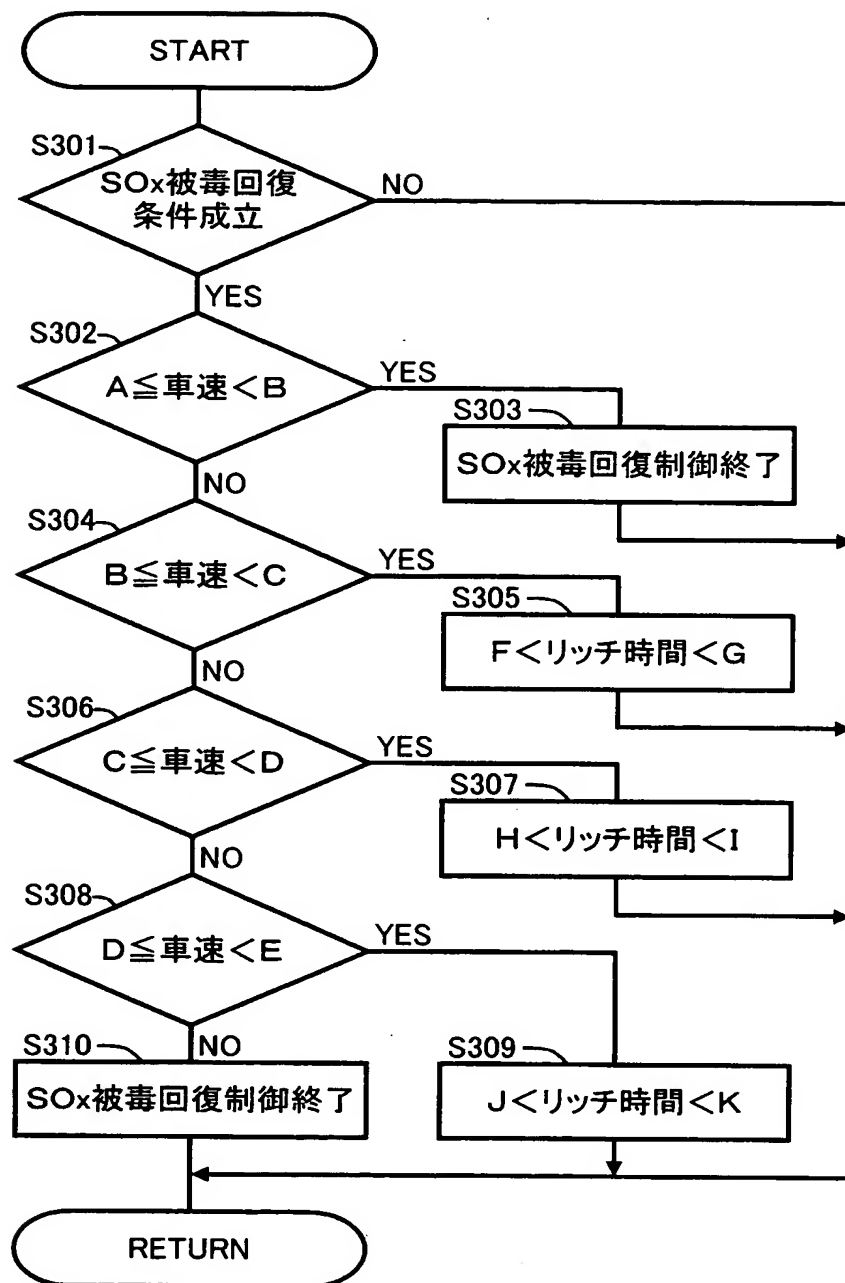 START
S301
SOx被毒回復
条件成立
NO
YES
S302
A≦車速<B
YES
S303
SOx被毒回復制御終了
NO
S304
B≦車速<C
YES
S305
F<リッチ時間<G
NO
S306
C≦車速<D
YES
S307
H<リッチ時間<I
NO
S308
D≦車速<E
YES
S309
J<リッチ時間<K
NO
S310
SOx被毒回復制御終了
RETURN